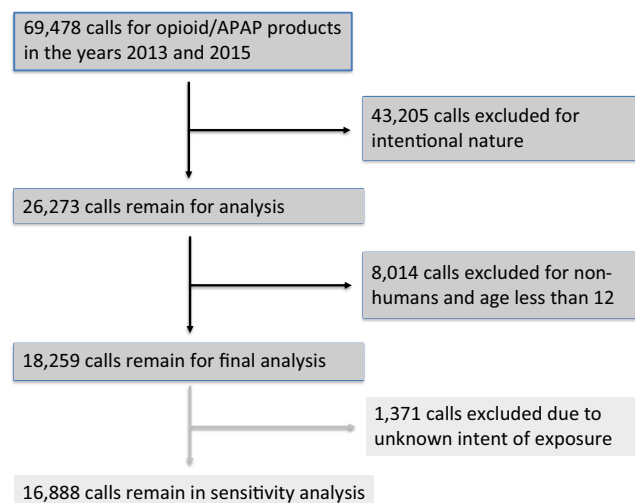 69,478 calls for opioid/APAP products
in the years 2013 and 2015
43,205 calls excluded for
intentional nature
26,273 calls remain for analysis
8,014 calls excluded for non-
humans and age less than 12
18,259 calls remain for final analysis
1,371 calls excluded due to
unknown intent of exposure
16,888 calls remain in sensitivity analysis